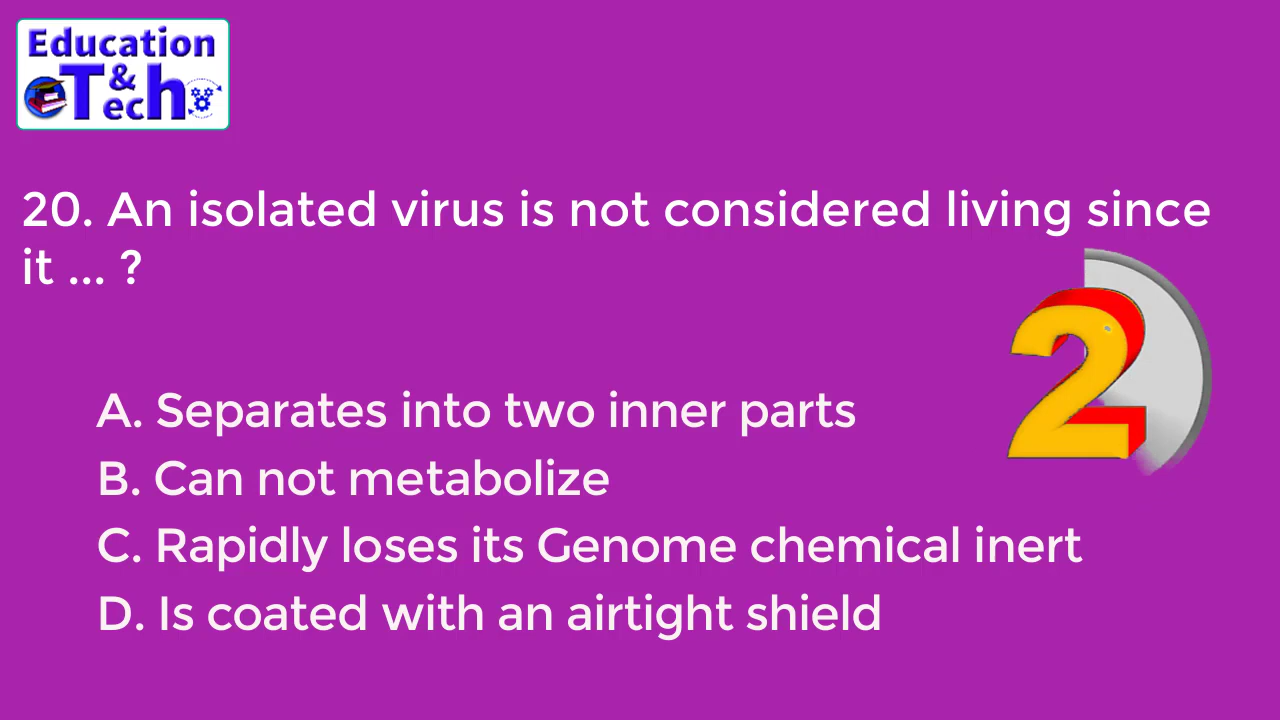 Education
&
Tech
20. An isolated virus is not considered living since
it ... ?
2
A. Separates into two inner parts
B. Can not metabolize
C. Rapidly loses its Genome chemical inert
D. Is coated with an airtight shield